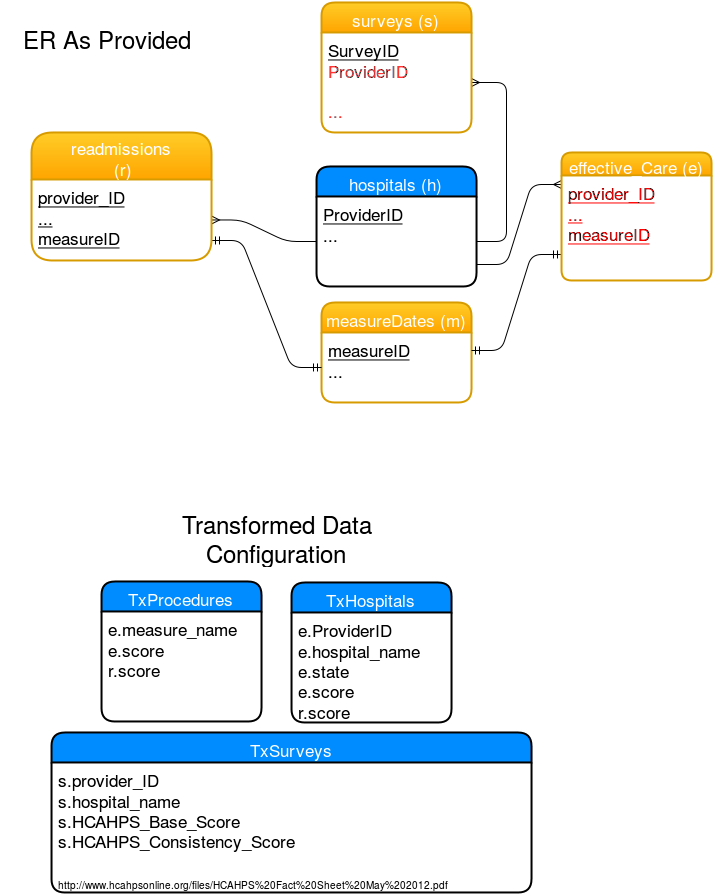 ER As Provided
surveys (s)
SurveyID
ProviderID
...
readmissions
(r)
provider_ID
...
measureID
hospitals (h)
ProviderID
...
effective_Care (e)
provider_ID
...
measureID
measureDates (m)
measureID
...
Transformed Data
Configuration
TxProcedures
e.measure_name
e.score
r.score
TxHospitals
e.ProviderID
e.hospital_name
e.state
e.score
r.score
TxSurveys
s.provider_ID
s.hospital_name
s.HCAHPS_Base_Score
s.HCAHPS_Consistency_Score
http://www.hcahpsonline.org/files/HCAHPS%20Fact%20Sheet%20May%202012.pdf